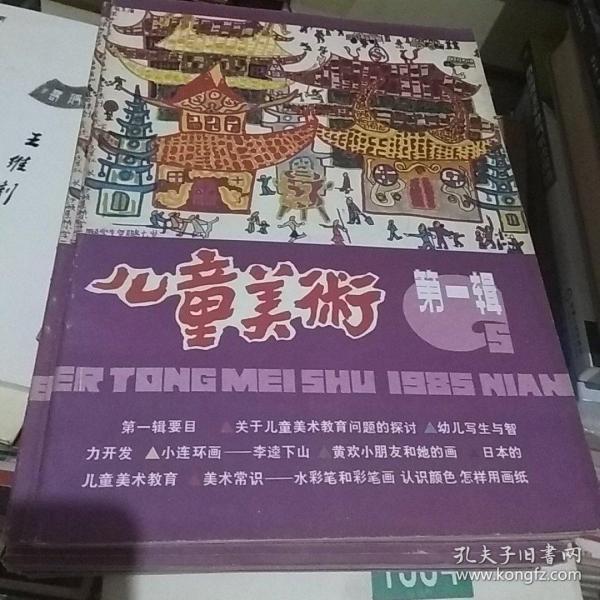 儿童美術
第一辑
ER TONG MEI SHU 1985 NIAN
第一辑要目 ▲关于儿童美术教育问题的探讨 ▲幼儿写生与智
力开发 ▲小连环画——李逵下山 ▲黄欢小朋友和她的画 ▲日本的
儿童美术教育 ▲美术常识——水彩笔和彩笔画 认识颜色 怎样用画纸
王维
孔夫子旧书网
www.kongfz.com